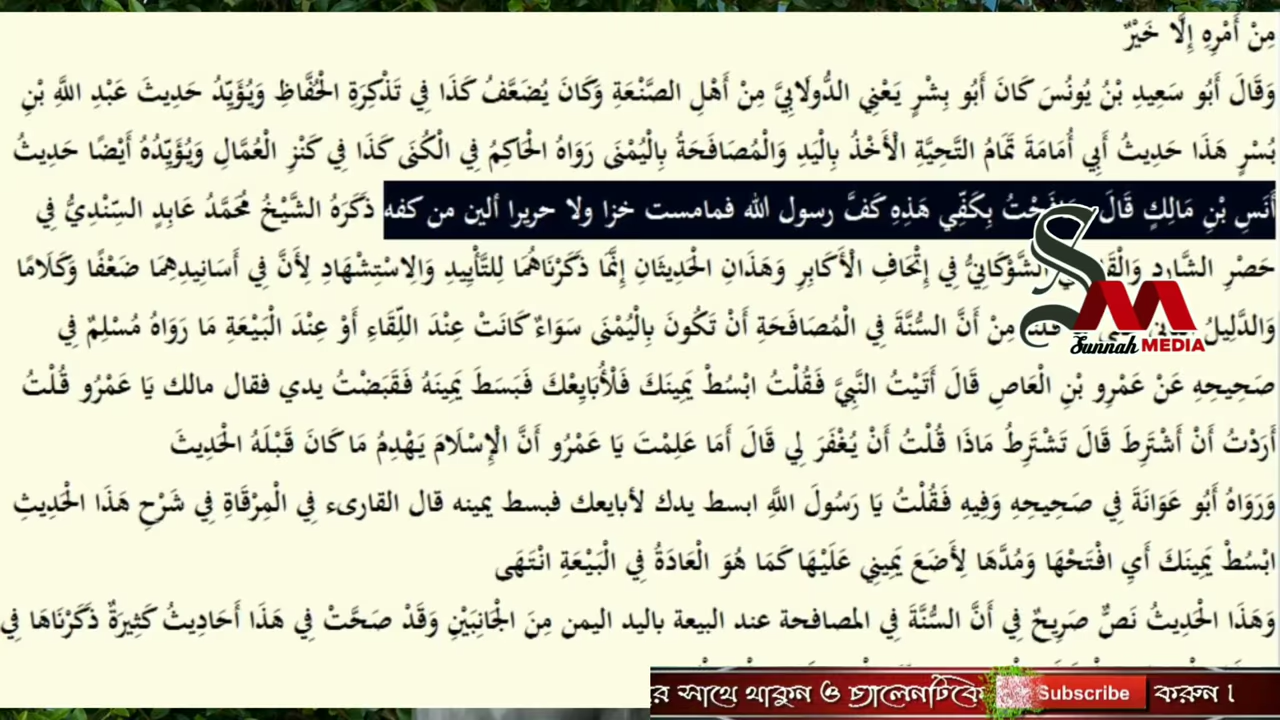 مِنْ أَمْرِهِ إِلَّا خَيْرٌ
وَقَالَ أَبُو سَعِيدِ بْنُ يُونُسَ كَانَ أَبُو بِشْرٍ يَعْنِي الدُّولَابِيَّ مِنْ أَهْلِ الصَّنْعَةِ وَكَانَ يُضَعَّفُ كَذَا فِي تَذْكِرَةِ الْحُفَّاظِ وَيُؤَيِّدُ حَدِيثَ عَبْدِ اللَّهِ بْنِ
بُسْرٍ هَذَا حَدِيثُ أَبِي أُمَامَةَ تَمَامُ التَّحِيَّةِ الْأَخْذُ بِالْيَدِ وَالْمُصَافَحَةُ بِالْيُمْنَى رَوَاهُ الْحَاكِمُ فِي الْكُنَى كَذَا فِي كَنْزِ الْعُمَّالِ وَيُؤَيِّدُهُ أَيْضًا حَدِيثُ
أَنَسِ بْنِ مَالِكٍ قَالَ بِكَفِّي هَذِهِ كَفَّ رسول الله فمامست خزا ولا حريرا ألين من كفه ذَكَرَهُ الشَّيْخُ مُحَمَّدُ عَابِدٍ السِّنْدِيُّ فِي
حَصْرِ الشَّارِدِ الشَّوْكَانِيُّ فِي إِتْحَافِ الْأَكَابِرِ وَهَذَانِ الْحَدِيثَانِ إِنَّمَا ذَكَرْنَاهُمَا لِلتَّأْيِيدِ وَالِاسْتِشْهَادِ لِأَنَّ فِي أَسَانِيدِهِمَا ضَعْفًا وَكَلَامًا
وَالدَّلِيلُ مِنْ أَنَّ السُّنَّةَ فِي الْمُصَافَحَةِ أَنْ تَكُونَ بِالْيُمْنَى سَوَاءٌ كَانَتْ عِنْدَ اللِّقَاءِ أَوْ عِنْدَ الْبَيْعَةِ مَا رَوَاهُ مُسْلِمٌ فِي
صَحِيحِهِ عَنْ عَمْرِو بْنِ الْعَاصِ قَالَ أَتَيْتُ النَّبِيَّ فَقُلْتُ ابْسُطْ يَمِينَكَ فَلْأُبَايِعْكَ فَبَسَطَ يَمِينَهُ فَقَبَضْتُ يدي فقال مالك يَا عَمْرُو قُلْتُ
أَرَدْتُ أَنْ أَشْتَرِطَ قَالَ تَشْتَرِطُ مَاذَا قُلْتُ أَنْ يُغْفَرَ لِي قَالَ أَمَا عَلِمْتَ يَا عَمْرُو أَنَّ الْإِسْلَامَ يَهْدِمُ مَا كَانَ قَبْلَهُ الْحَدِيثَ
وَرَوَاهُ أَبُو عَوَانَةَ فِي صَحِيحِهِ وَفِيهِ فَقُلْتُ يَا رَسُولَ اللَّهِ ابسط يدك لأبايعك فبسط يمينه قال القارىء فِي الْمِرْقَاةِ فِي شَرْحِ هَذَا الْحَدِيثِ
ابْسُطْ يَمِينَكَ أَيِ افْتَحْهَا وَمُدَّهَا لِأَضَعَ يَمِينِي عَلَيْهَا كَمَا هُوَ الْعَادَةُ فِي الْبَيْعَةِ انْتَهَى
وَهَذَا الْحَدِيثُ نَصٌّ صَرِيحٌ فِي أَنَّ السُّنَّةَ فِي المصافحة عند البيعة باليد اليمن مِنَ الْجَانِبَيْنِ وَقَدْ صَحَّتْ فِي هَذَا أَحَادِيثُ كَثِيرَةٌ ذَكَرْنَاهَا فِي
SM
Sunnah MEDIA
সাথে থাকুন ও চ্যালেনটিকে Subscribe করুন।